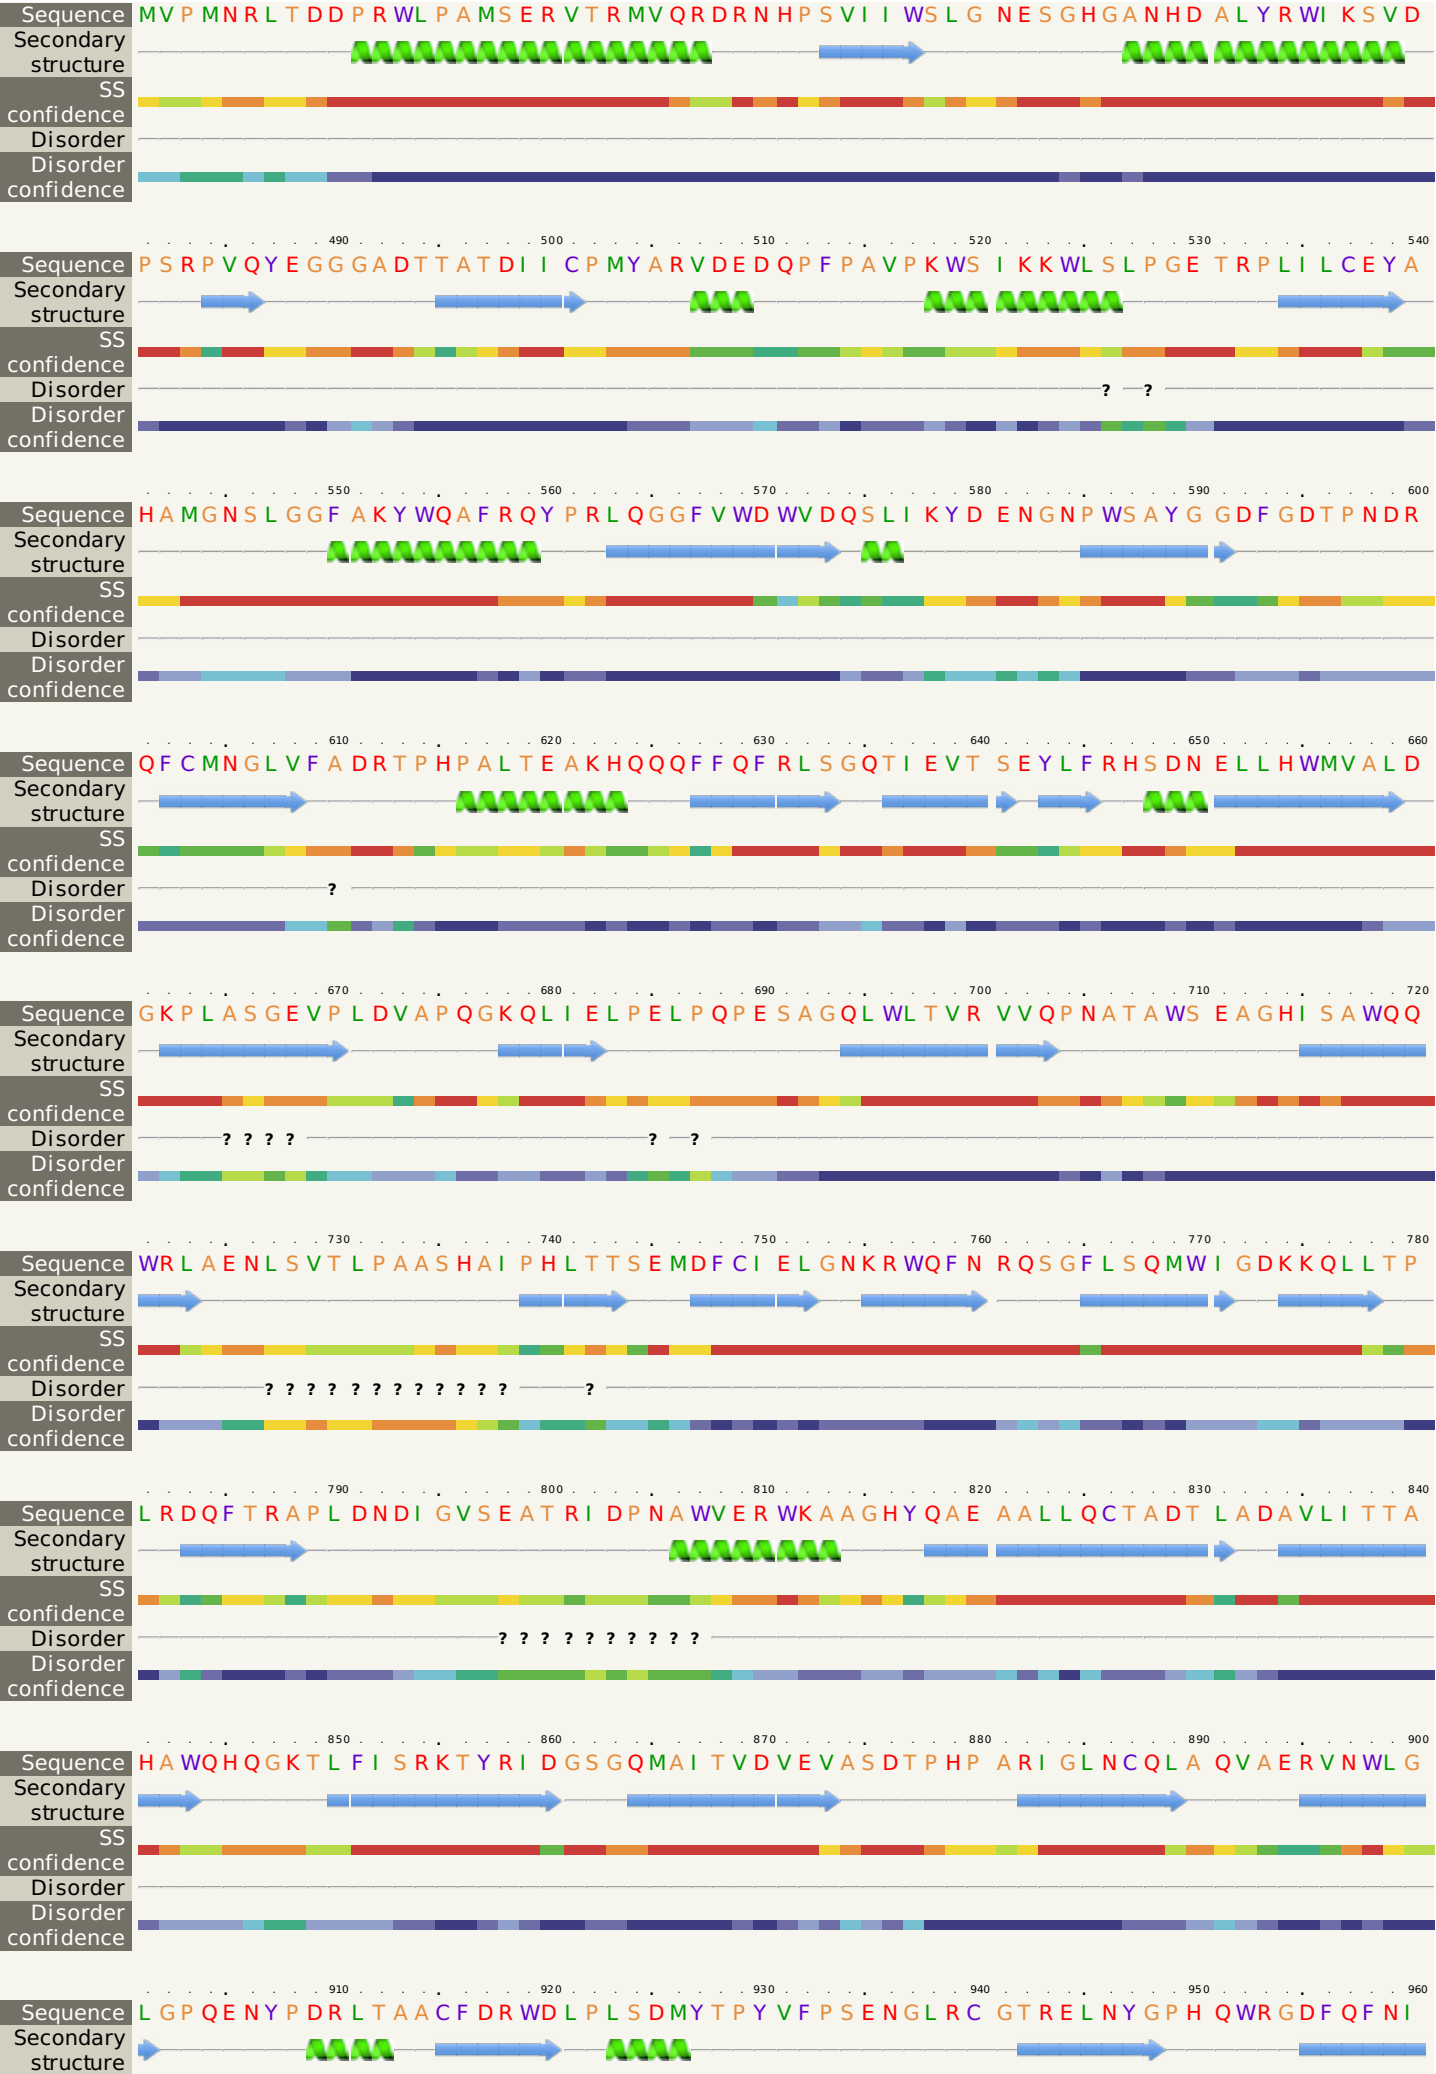 MVPMNRLTDDPRWLPAMSERVTRMVQRDRNHPSVIIWSLGNESGHGANHDALYRWIKSVD
Secondary
structure
SS
confidence
Disorder
Disorder
confidence
490 500 510 520 530 540
Sequence PSRPVQYEGGGADTTATDIICPMYARVDEDQPFPAVPKWSIKKWLSLPGETRPLILCEYA
Secondary
structure
SS
confidence
Disorder ? ?
Disorder
confidence
550 560 570 580 590 600
Sequence HAMGNSLGGFAKYWQAFRQYPRLQGGFVWDWVDQSLIKYDENGNPWSAYGGDFGDTPNDR
Secondary
structure
SS
confidence
Disorder
Disorder
confidence
610 620 630 640 650 660
Sequence QFCMNGLVFADRTPHPALTEAKHQQQFFQFRLSGQTIEVTSEYLFRHSDNELLHWMVALD
Secondary
structure
SS
confidence
Disorder ?
Disorder
confidence
670 680 690 700 710 720
Sequence GKPLASGEVPLDVAPQGKQLIELPELPQPESAGQLWLTVRVVQPNATAWSEAGHISAWQQ
Secondary
structure
SS
confidence
Disorder ? ? ? ? ? ?
Disorder
confidence
730 740 750 760 770 780
Sequence WRLAENLSVTLPAASHAIPHLTTSEMDFCIELGNKRWQFNRQSGFLSQMWIGDKKQLLTP
Secondary
structure
SS
confidence
Disorder ? ? ? ? ? ? ? ? ? ? ? ? ?
Disorder
confidence
790 800 810 820 830 840
Sequence LRDQFTRAPLDNDIGVSEATRIDPNAWVERWKAAGHYQAEAALLQCTADTLADAVLITTA
Secondary
structure
SS
confidence
Disorder ? ? ? ? ? ? ? ? ? ?
Disorder
confidence
850 860 870 880 890 900
Sequence HAWQHQGKTLFISRKTYRIDGSGQMAITVDVEVASDTPHPARIGLNCQLAQVAERVNWLG
Secondary
structure
SS
confidence
Disorder
Disorder
confidence
910 920 930 940 950 960
Sequence LGPQENYPDRLTAACFDRWDLPLSDMYTPYVFPSENGLRCGTRELNYGPHQWRGDFQFNI
Secondary
structure